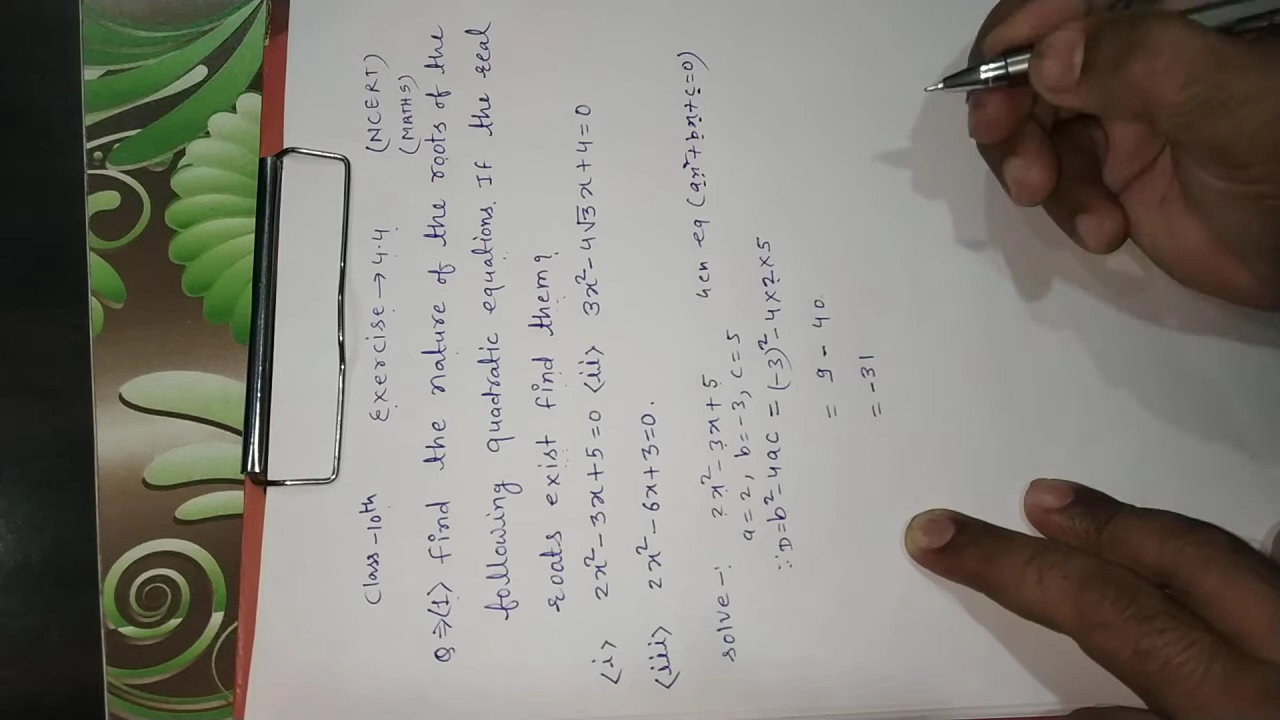 Class-10th Exercise → 4.4 (NCERT)
(MATHS)
Q ⇒ (1) find the nature of the roots of the
following quadratic equations. If the real
roats exist find them?
<i> 2x² - 3x + 5 = 0 <ii> 3x² - 4√3x + 4 = 0
<iii> 2x² - 6x + 3 = 0.
Solve -: 2x² - 3x + 5 gen eq (ax² + bx + c = 0)
a = 2, b = -3, c = 5
∵ D = b² - 4ac = (-3)² - 4 × 2 × 5
= 9 - 40
= -31